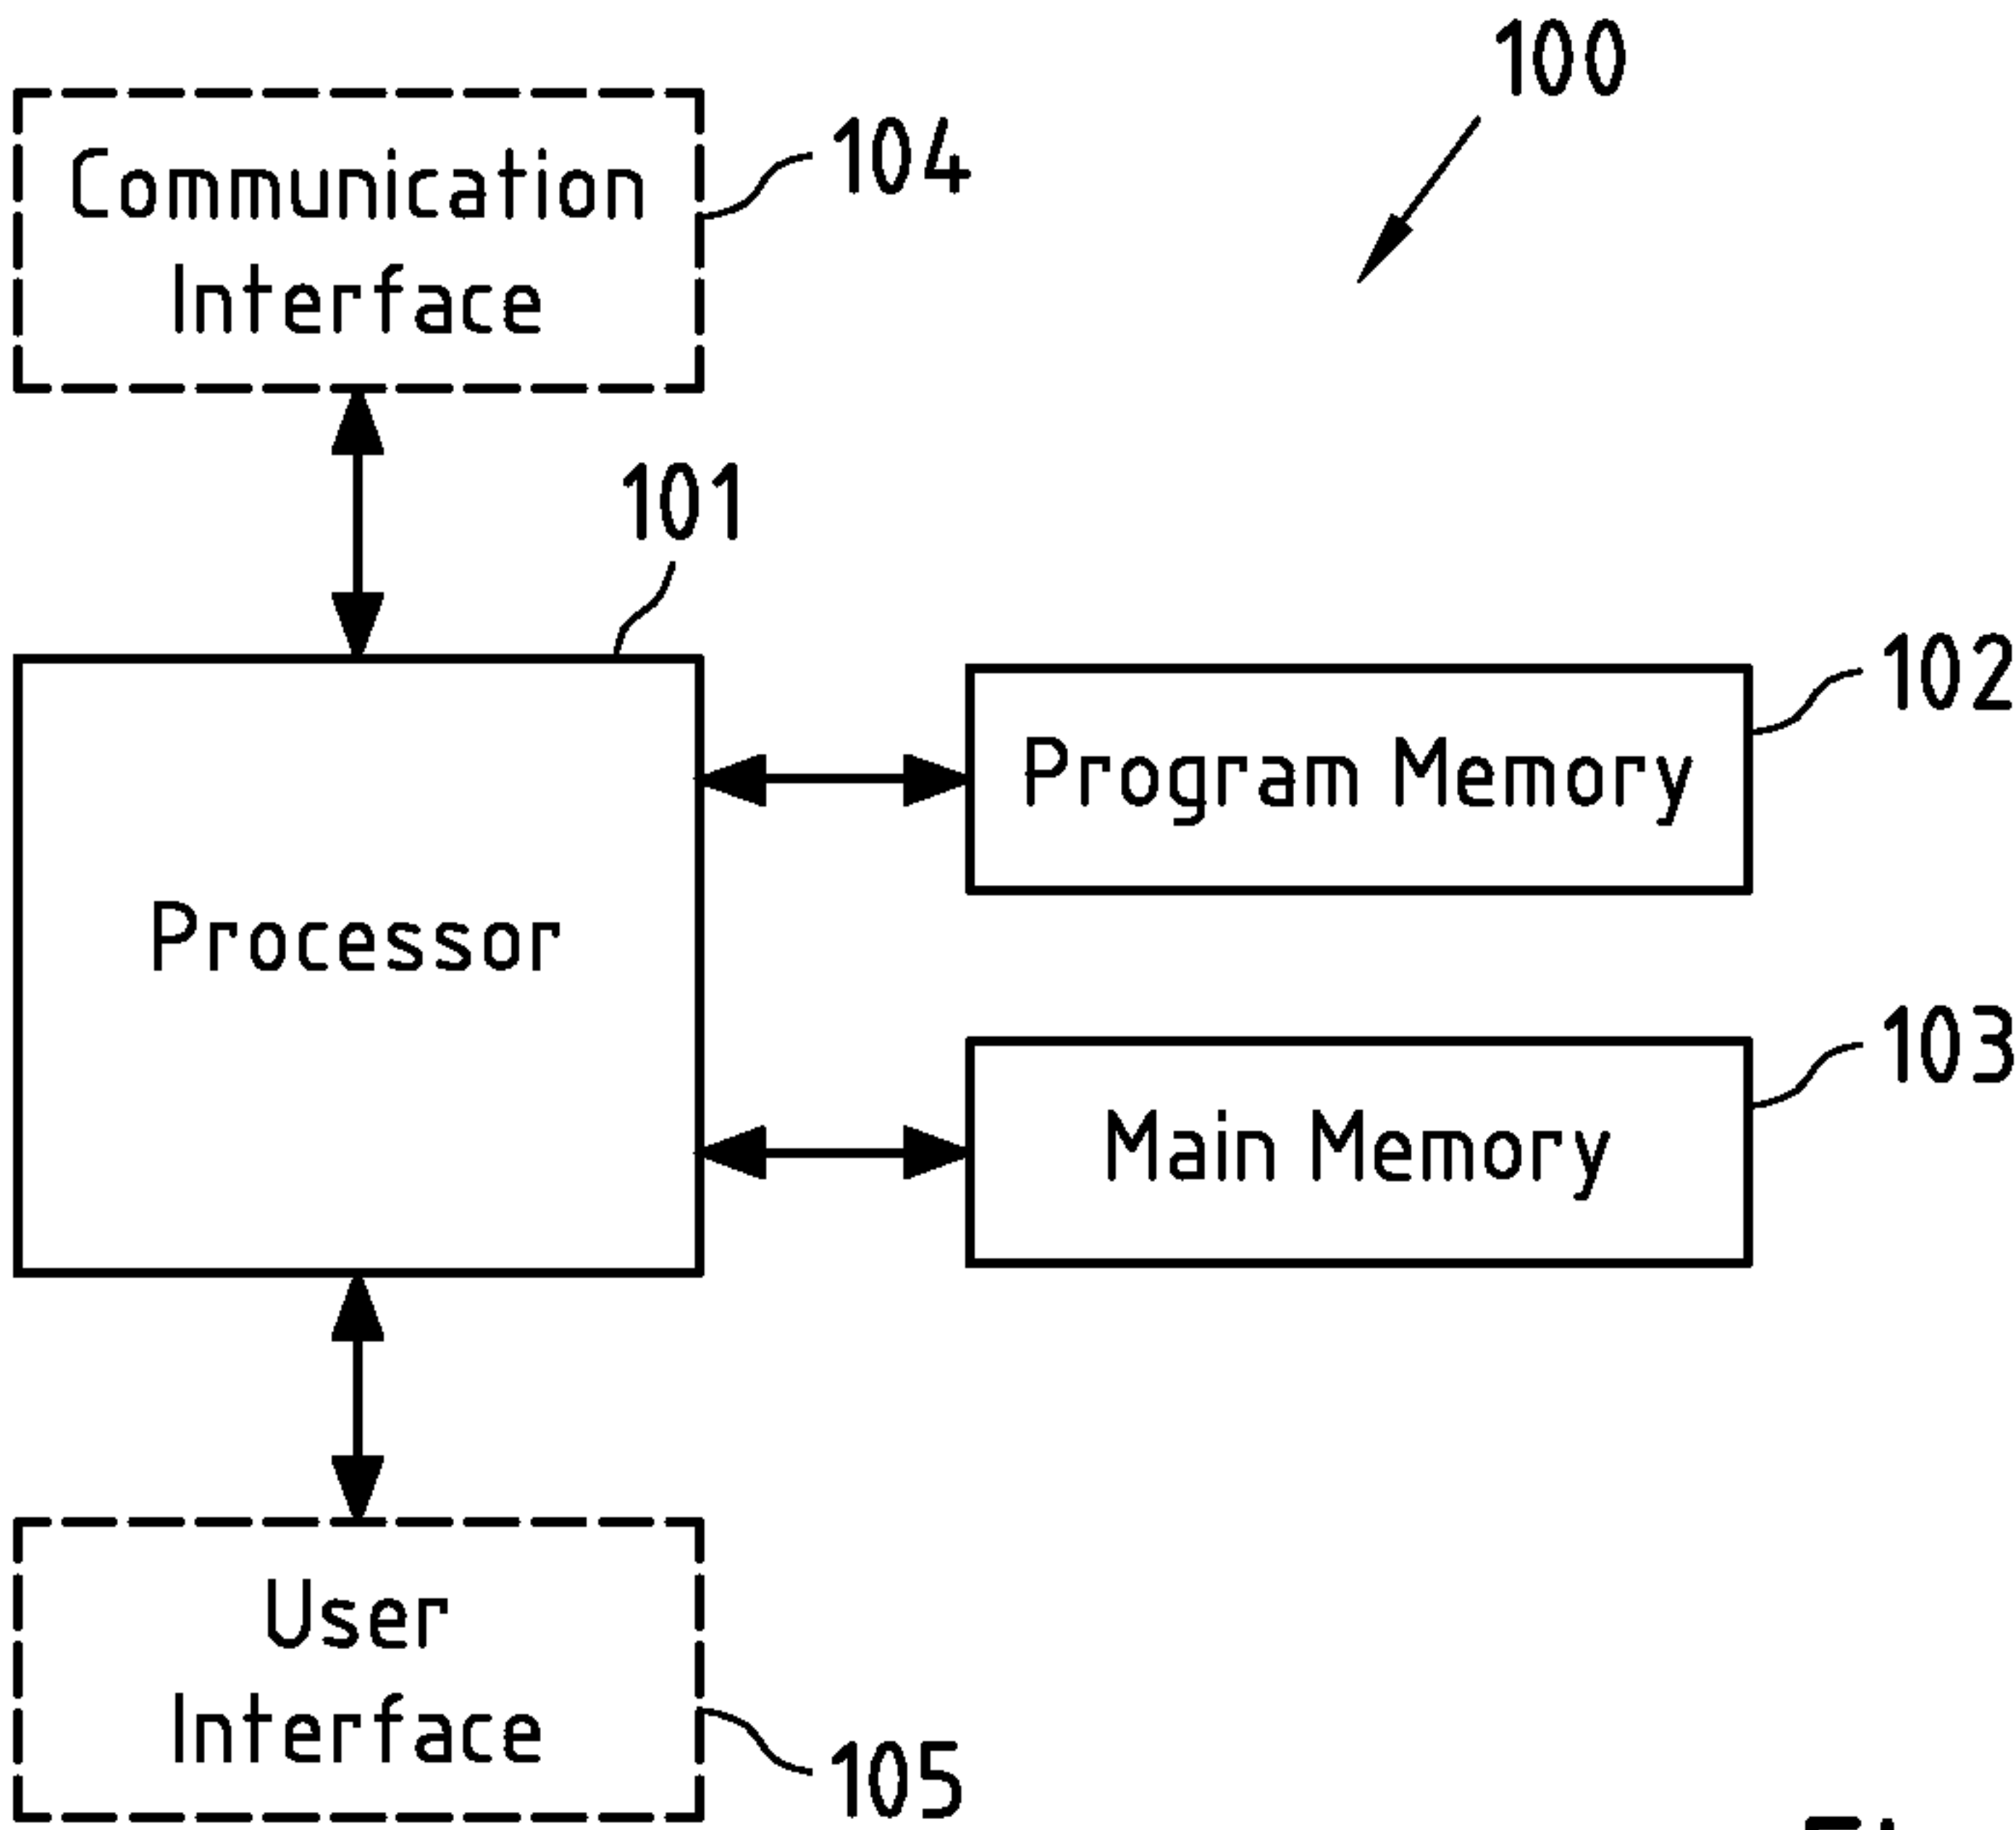 100
Communication
Interface
104
101
Processor
102
Program Memory
103
Main Memory
User
Interface
105